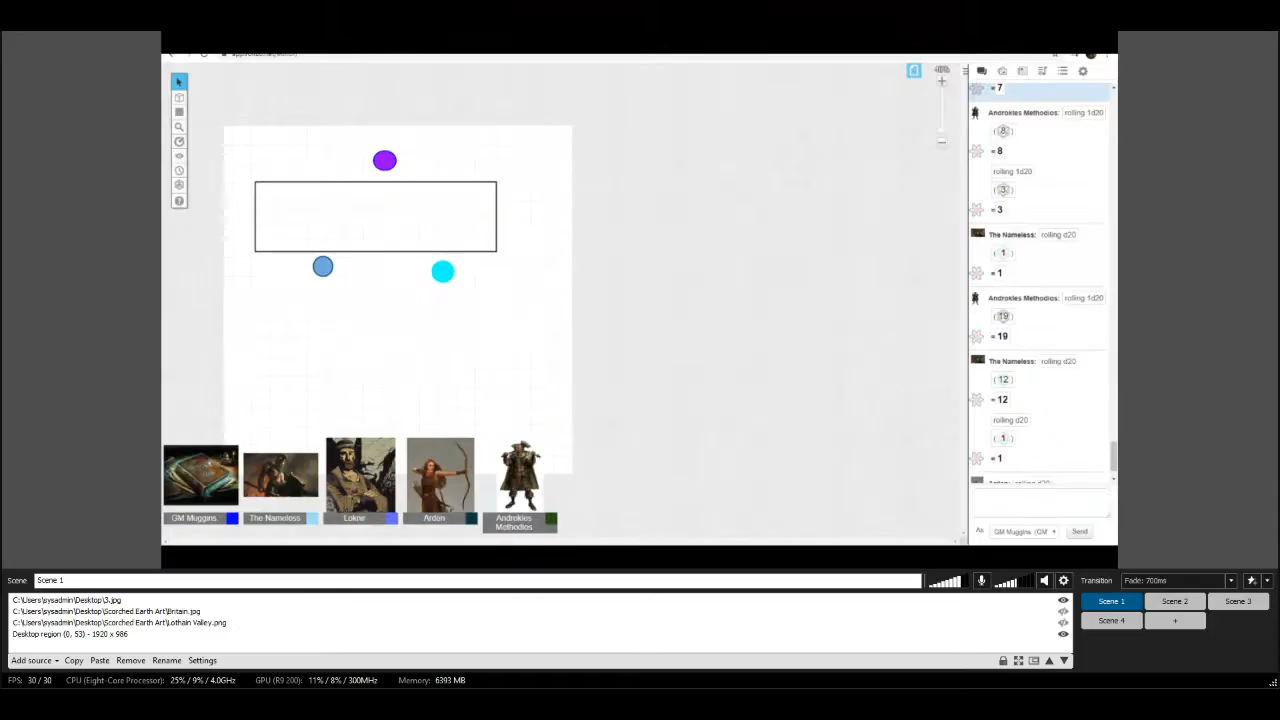 = 7
Androkles Methodios: rolling 1d20
(8)
= 8
rolling 1d20
(3)
= 3
The Nameless: rolling d20
(1)
= 1
Androkles Methodios: rolling 1d20
(19)
= 19
The Nameless: rolling d20
(12)
= 12
rolling d20
(1)
= 1
GM Muggins.
The Nameless
Loknir
Ardon
Androkles
Methodios
As GM Muggins. (GM Send
Scene Scene 1
Transition Fade: 700ms
C:\Users\sysadmin\Desktop\3.jpg
C:\Users\sysadmin\Desktop\Scorched Earth Art\Britain.jpg
C:\Users\sysadmin\Desktop\Scorched Earth Art\Lothain Valley.png
Desktop region (0, 53) - 1920 x 986
Scene 1 Scene 2 Scene 3
Scene 4 +
Add source Copy Paste Remove Rename Settings
FPS: 30 / 30 CPU (Eight-Core Processor): 25% / 9% / 4.0GHz GPU (R9 200): 11% / 8% / 300MHz Memory: 6393 MB